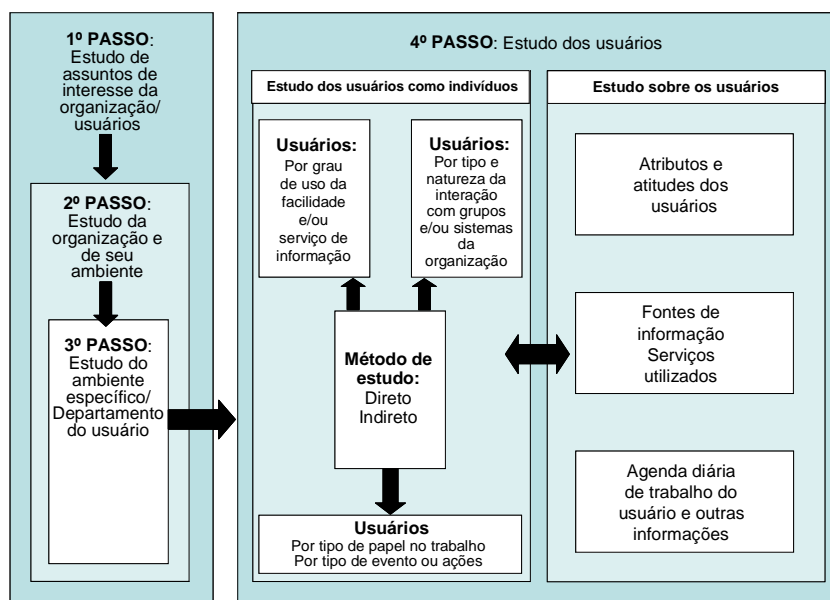 1º PASSO:
Estudo de
assuntos de
interesse da
organização/
usuários
2º PASSO:
Estudo da
organização e
de seu
ambiente
3º PASSO:
Estudo do
ambiente
específico/
Departamento
do usuário
4º PASSO: Estudo dos usuários
Estudo dos usuários como indivíduos
Usuários:
Por grau
de uso da
facilidade
e/ou
serviço de
informação
Usuários:
Por tipo e
natureza da
interação
com grupos
e/ou sistemas
da
organização
Método de
estudo:
Direto
Indireto
Usuários
Por tipo de papel no trabalho
Por tipo de evento ou ações
Estudo sobre os usuários
Atributos e
atitudes dos
usuários
Fontes de
informação
Serviços
utilizados
Agenda diária
de trabalho do
usuário e outras
informações